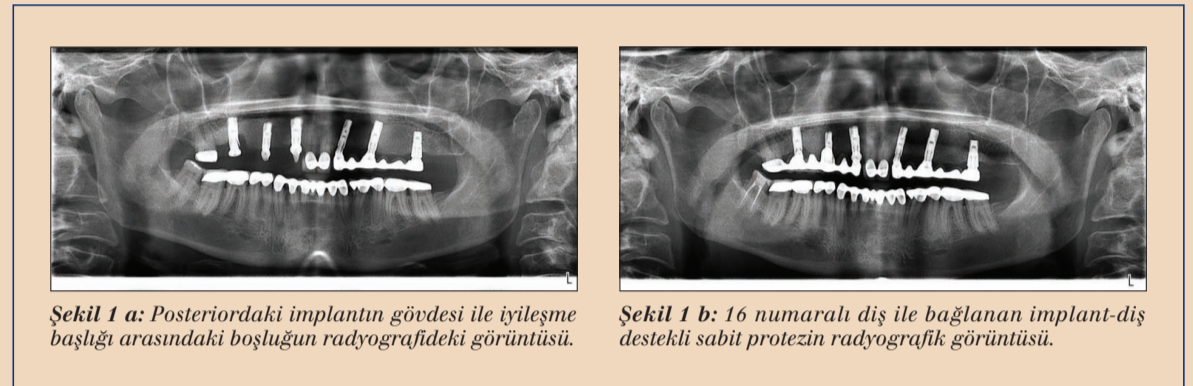 L
L
Şekil 1 a: Posteriordaki implantın gövdesi ile iyileşme
başlığı arasındaki boşluğun radyografideki görüntüsü.
Şekil 1 b: 16 numaralı diş ile bağlanan implant-diş
destekli sabit protezin radyografik görüntüsü.